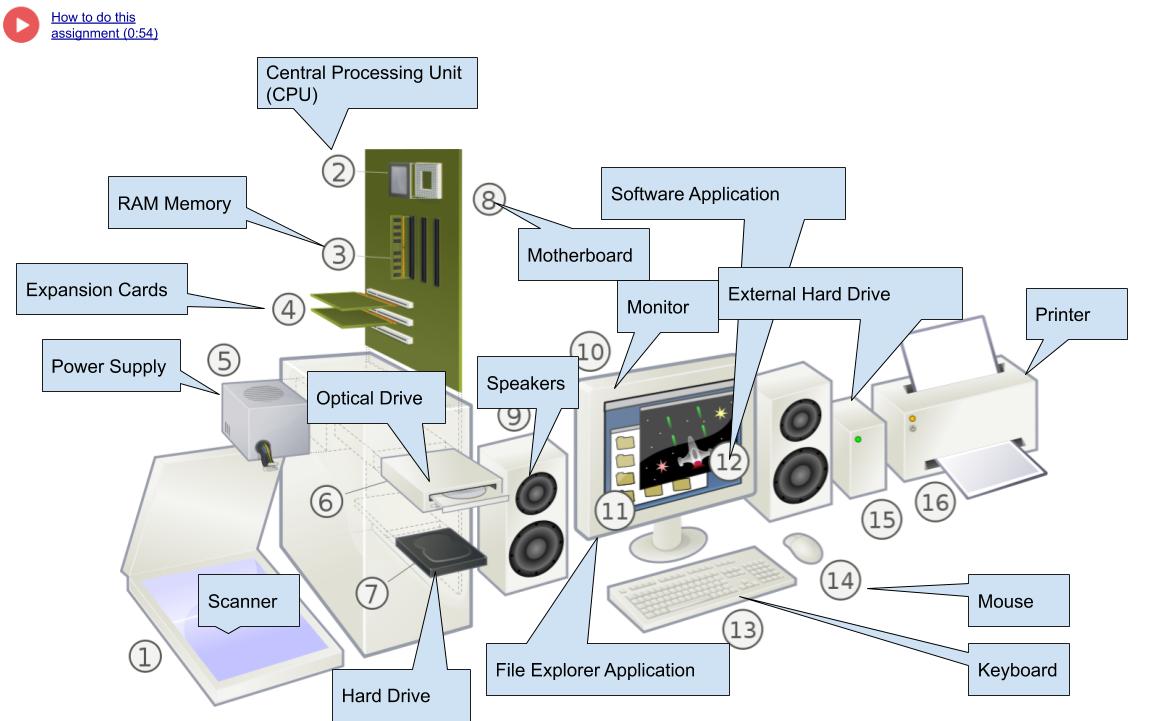 How to do this
assignment (0:54)
Central Processing Unit
(CPU)
2
RAM Memory
8
Software Application
3
Motherboard
Expansion Cards
4
Monitor
External Hard Drive
Printer
Power Supply
5
10
Optical Drive
Speakers
9
12
6
11
15
16
7
14
Scanner
Mouse
13
1
File Explorer Application
Keyboard
Hard Drive